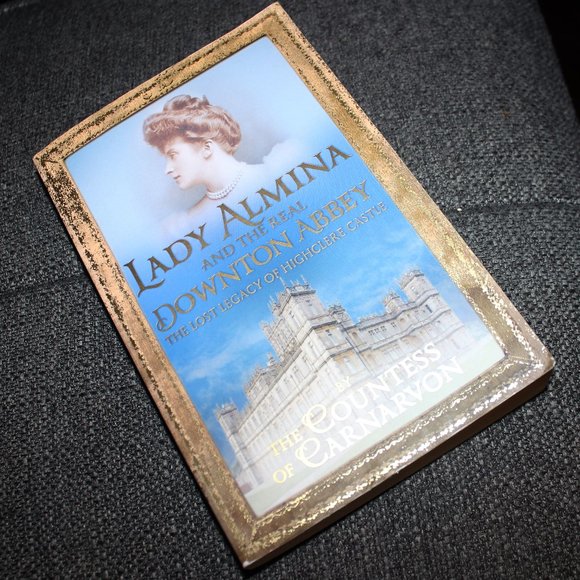 LADY ALMINA
AND THE REAL
DOWNTON ABBEY
THE LOST LEGACY OF HIGHCLERE CASTLE
BY
THE COUNTESS
OF CARNARVON